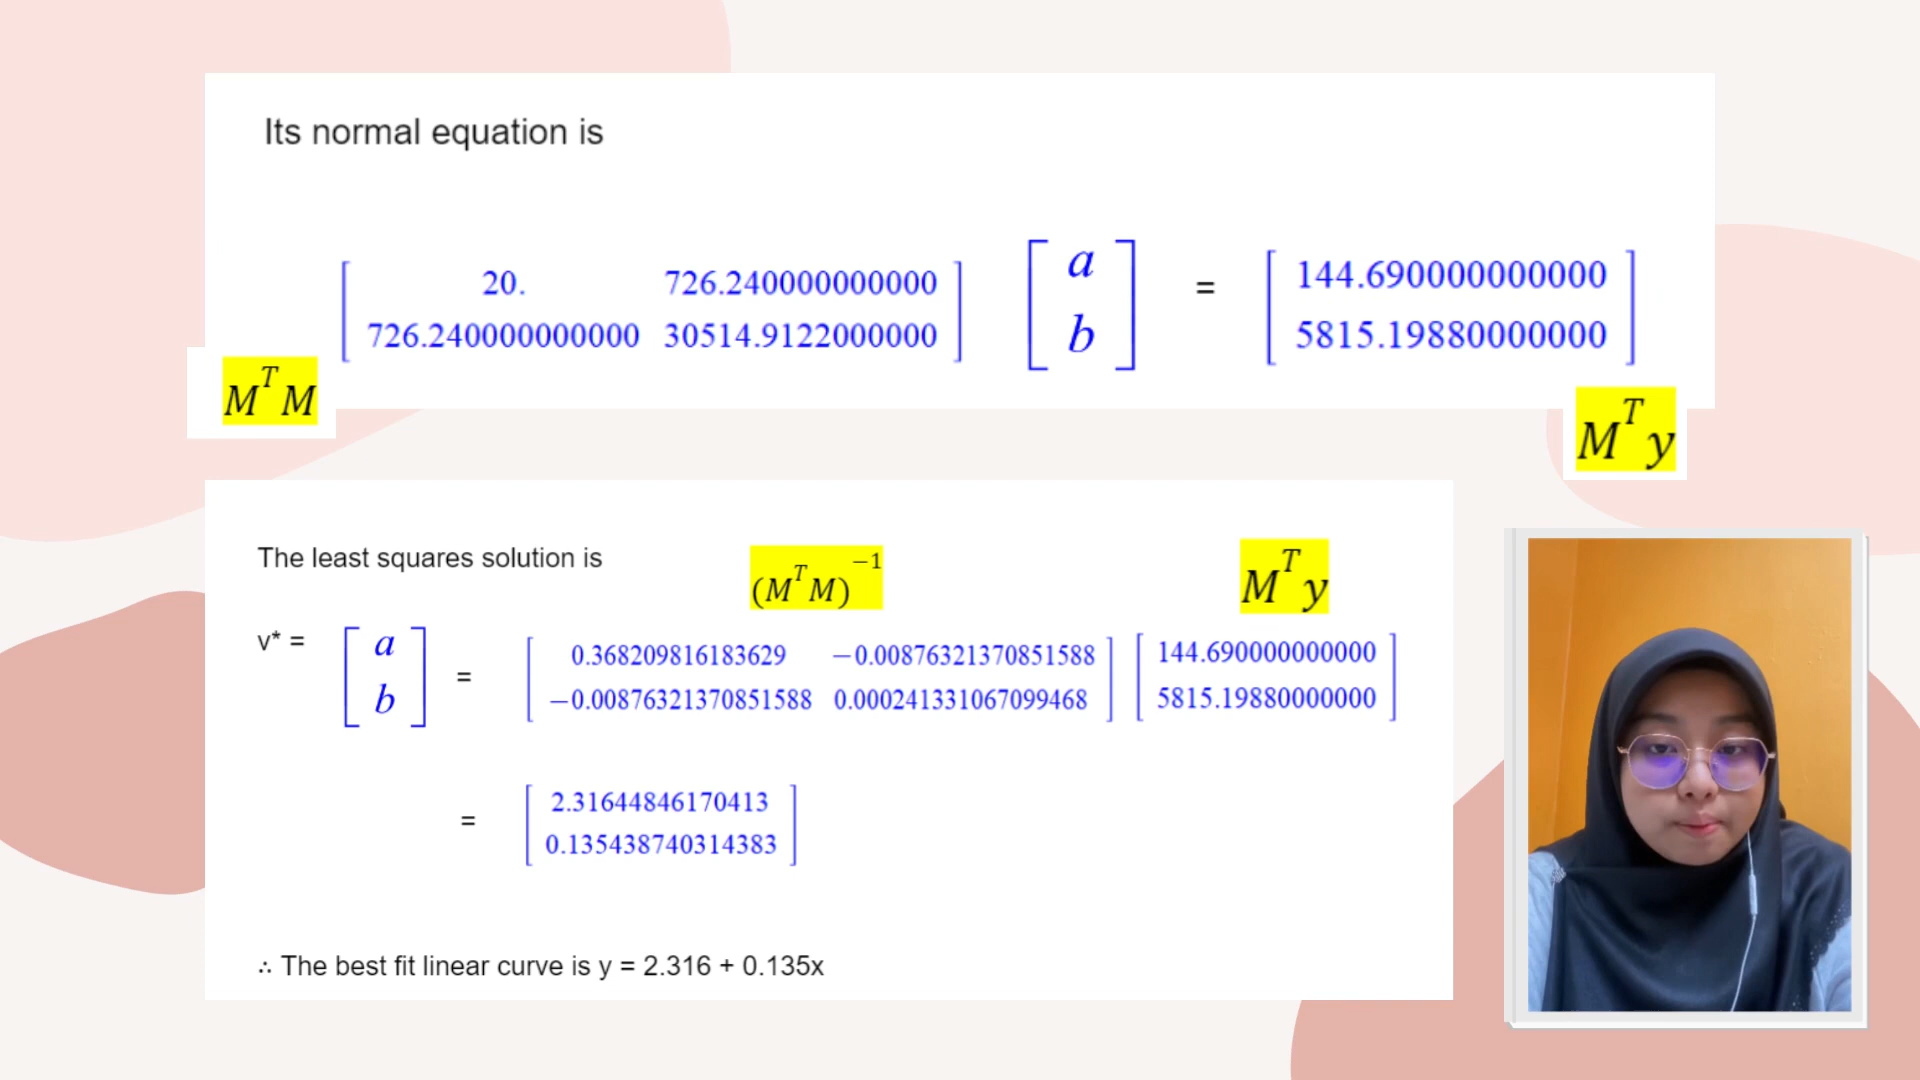 Its normal equation is
[ 20. 726.240000000000 ] [ a ] = [ 144.690000000000 ]
[ 726.240000000000 30514.9122000000 ] [ b ] [ 5815.19880000000 ]
M^T M
M^T y
The least squares solution is
(M^T M)^−1 M^T y
v* = [ a ] = [ 0.368209816183629 −0.00876321370851588 ] [ 144.690000000000 ]
[ b ] [ −0.00876321370851588 0.000241331067099468 ] [ 5815.19880000000 ]
= [ 2.31644846170413 ]
[ 0.135438740314383 ]
∴ The best fit linear curve is y = 2.316 + 0.135x